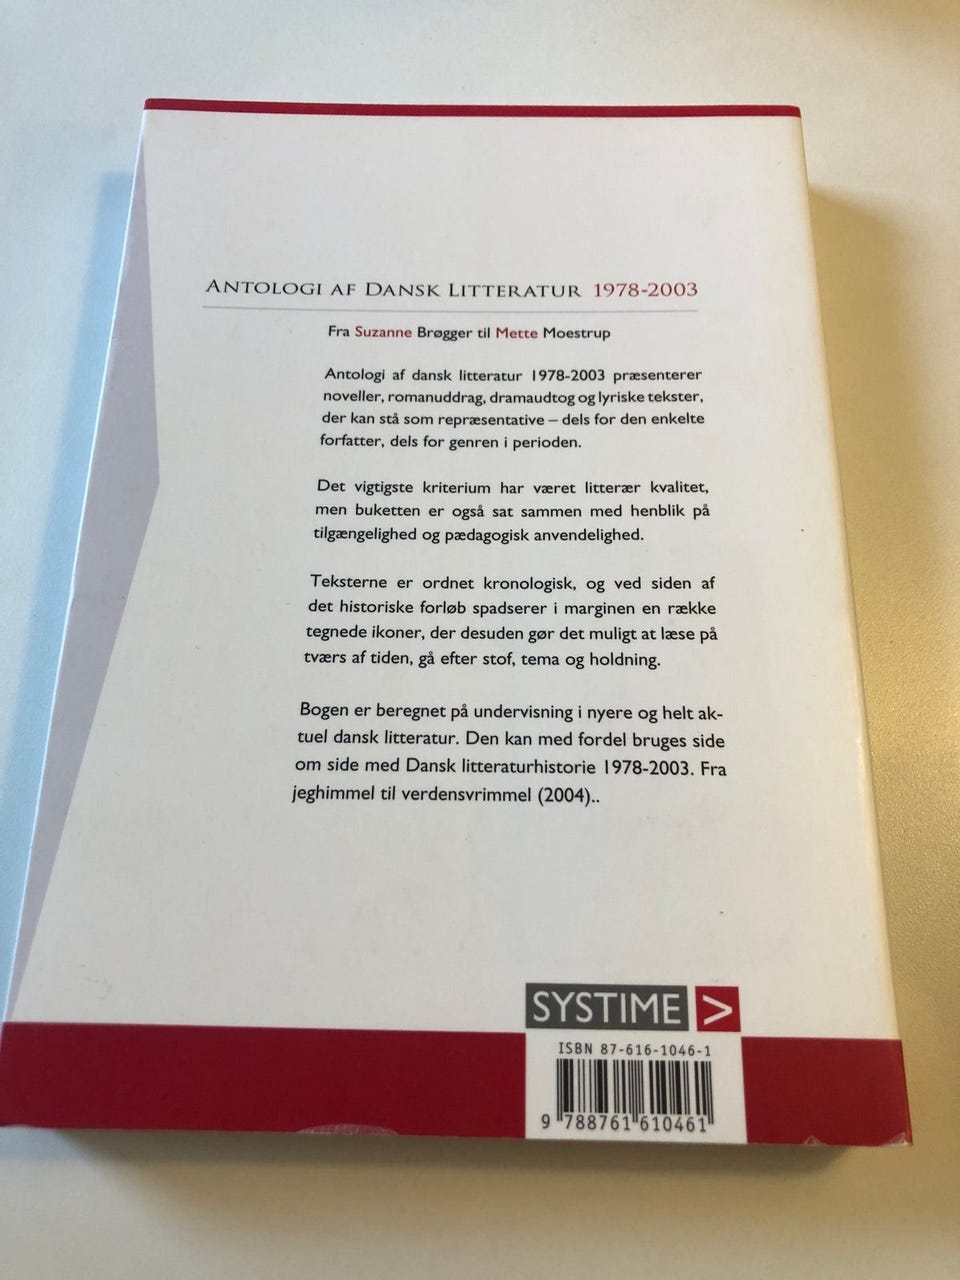 ANTOLOGI AF DANSK LITTERATUR 1978-2003
Fra Suzanne Brøgger til Mette Moestrup
Antologi af dansk litteratur 1978-2003 præsenterer
noveller, romanuddrag, dramaudtog og lyriske tekster,
der kan stå som repræsentative – dels for den enkelte
forfatter, dels for genren i perioden.
Det vigtigste kriterium har været litterær kvalitet,
men buketten er også sat sammen med henblik på
tilgængelighed og pædagogisk anvendelighed.
Teksterne er ordnet kronologisk, og ved siden af
det historiske forløb spadserer i marginen en række
tegnede ikoner, der desuden gør det muligt at læse på
tværs af tiden, gå efter stof, tema og holdning.
Bogen er beregnet på undervisning i nyere og helt ak-
tuel dansk litteratur. Den kan med fordel bruges side
om side med Dansk litteraturhistorie 1978-2003. Fra
jeghimmel til verdensvrimmel (2004)..
SYSTIME >
ISBN 87-616-1046-1
9 788761 610461